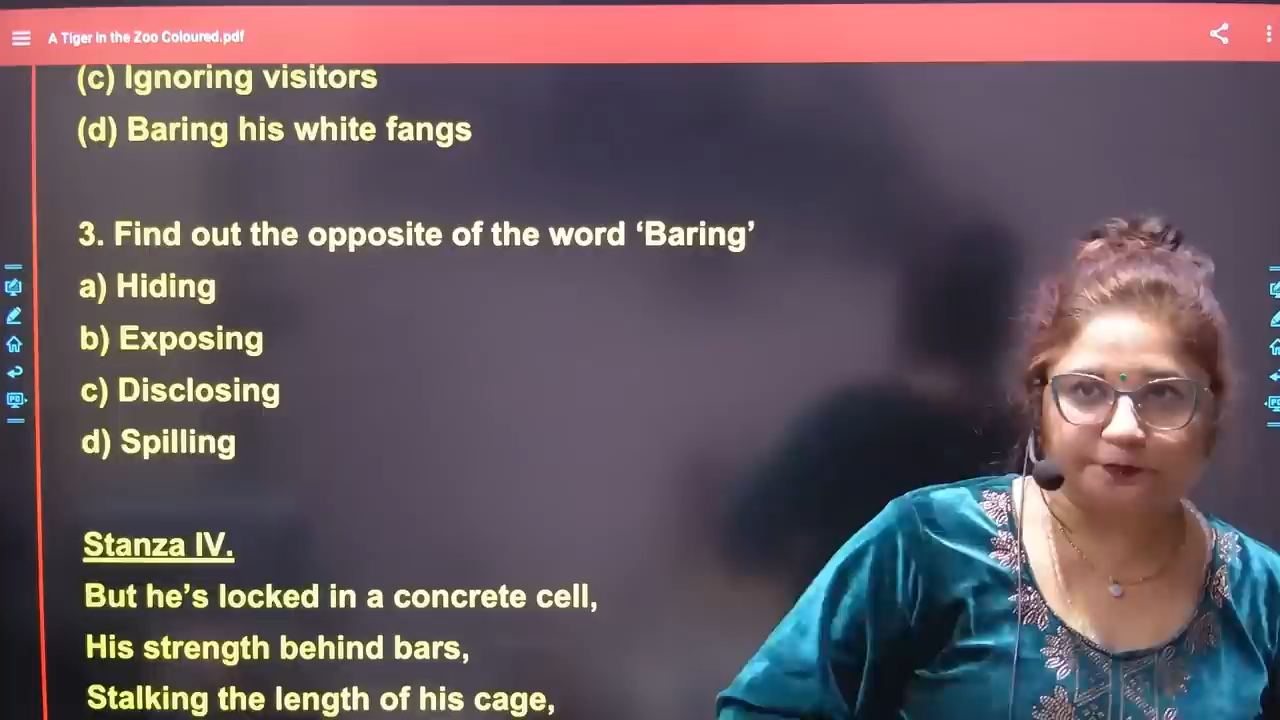 A Tiger In the Zoo Coloured.pdf
(c) Ignoring visitors
(d) Baring his white fangs
3. Find out the opposite of the word ‘Baring’
a) Hiding
b) Exposing
c) Disclosing
d) Spilling
Stanza IV.
But he’s locked in a concrete cell,
His strength behind bars,
Stalking the length of his cage,